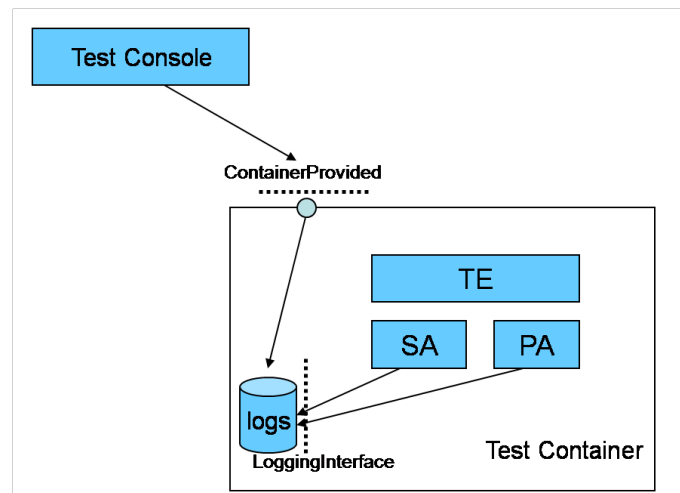 Test Console
ContainerProvided
TE
SA
PA
logs
Test Container
LoggingInterface